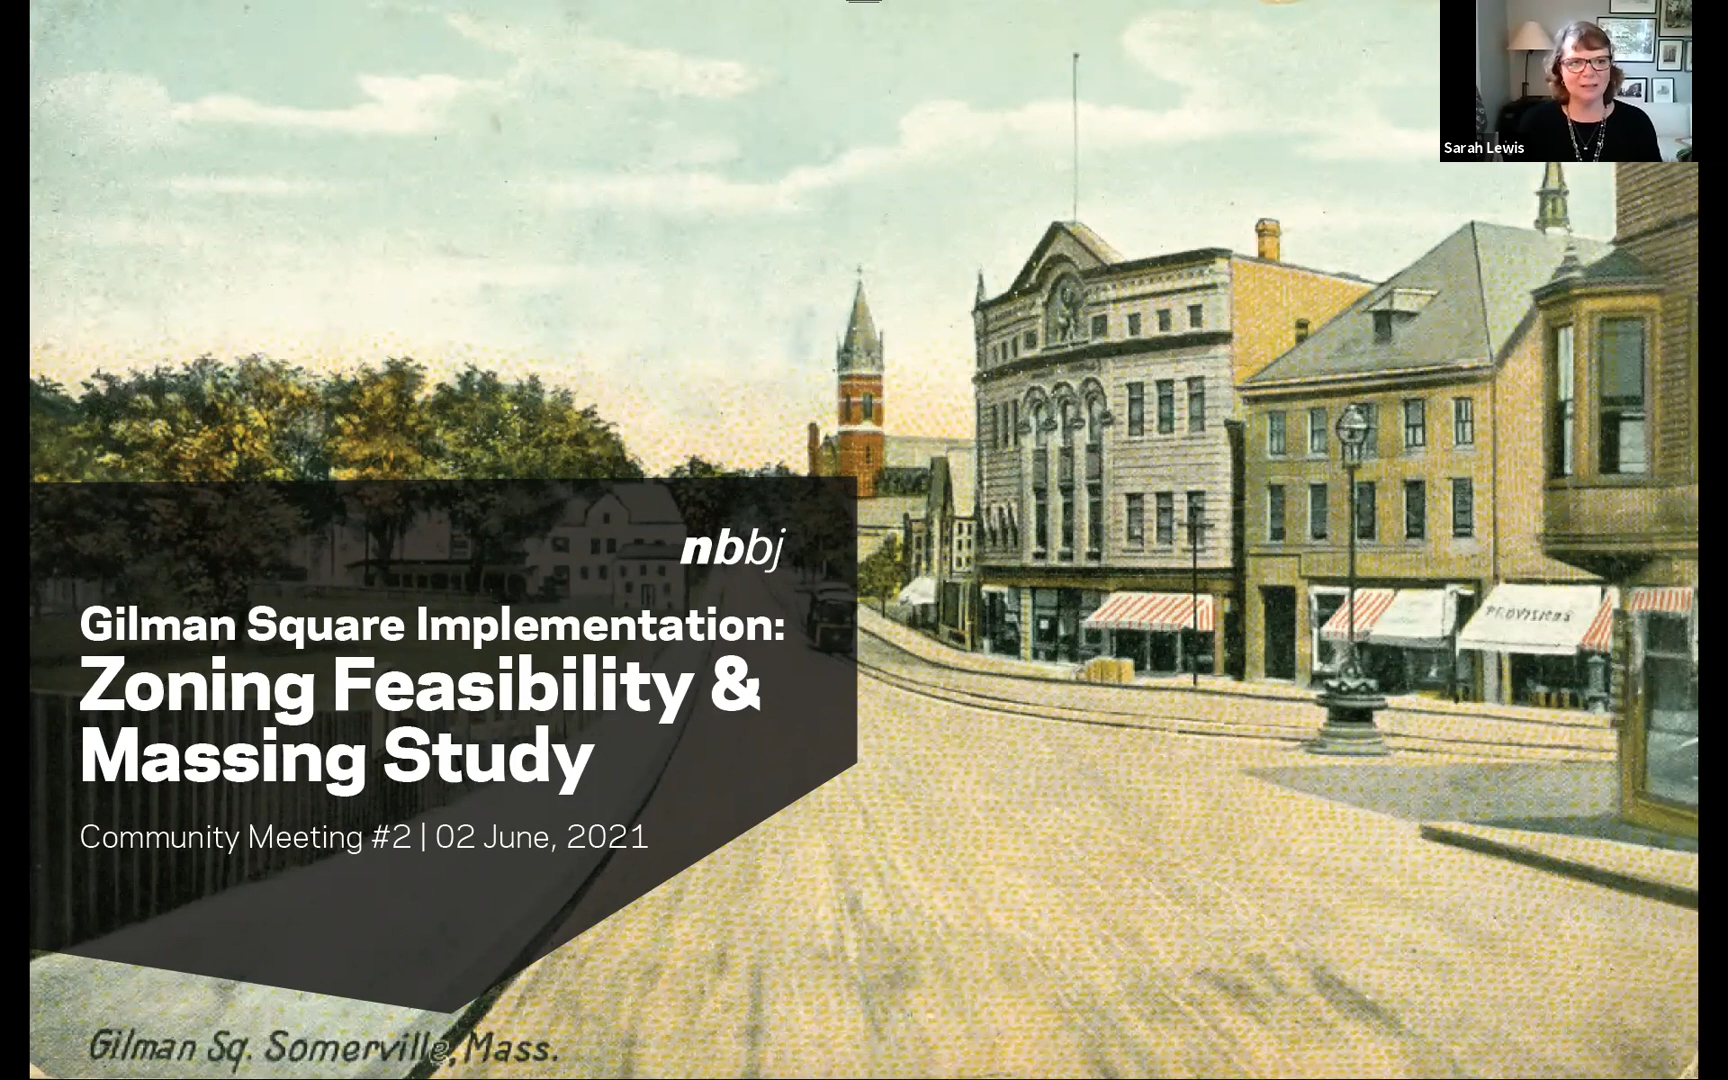 Sarah Lewis
PROVISIONS
nbbj
Gilman Square Implementation:
Zoning Feasibility &
Massing Study
Community Meeting #2 | 02 June, 2021
Gilman Sq. Somerville, Mass.